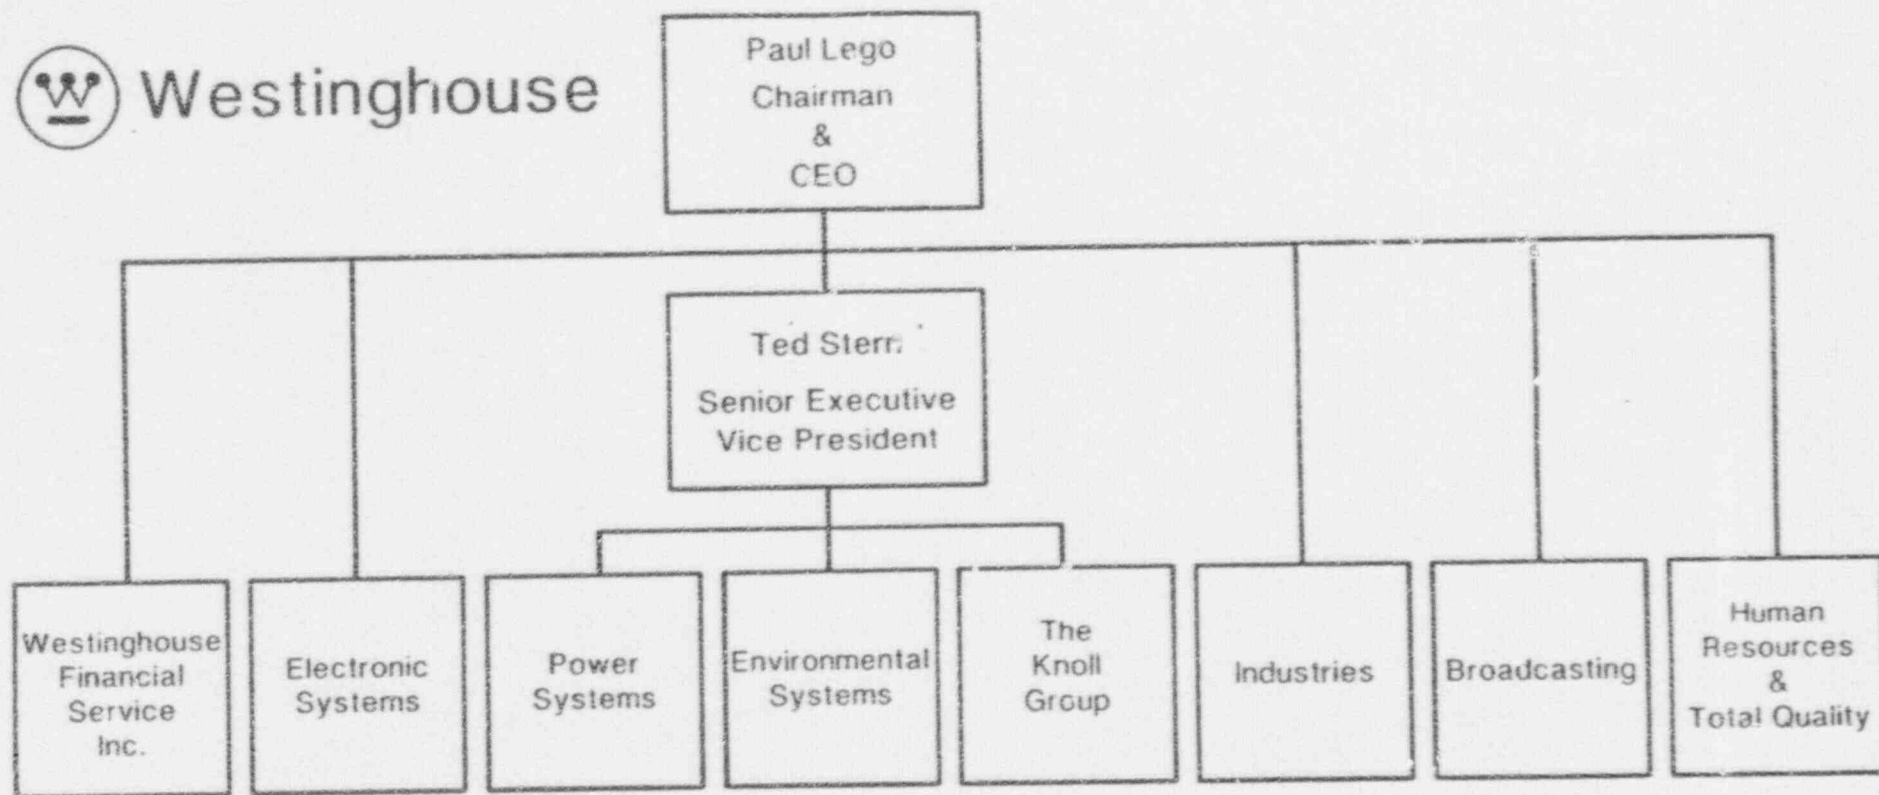 Westinghouse
Paul Lego
Chairman
&
CEO
Ted Stern
Senior Executive
Vice President
Westinghouse
Financial
Service
Inc.
Electronic
Systems
Power
Systems
Environmental
Systems
The
Knoll
Group
Industries
Broadcasting
Human
Resources
&
Total Quality